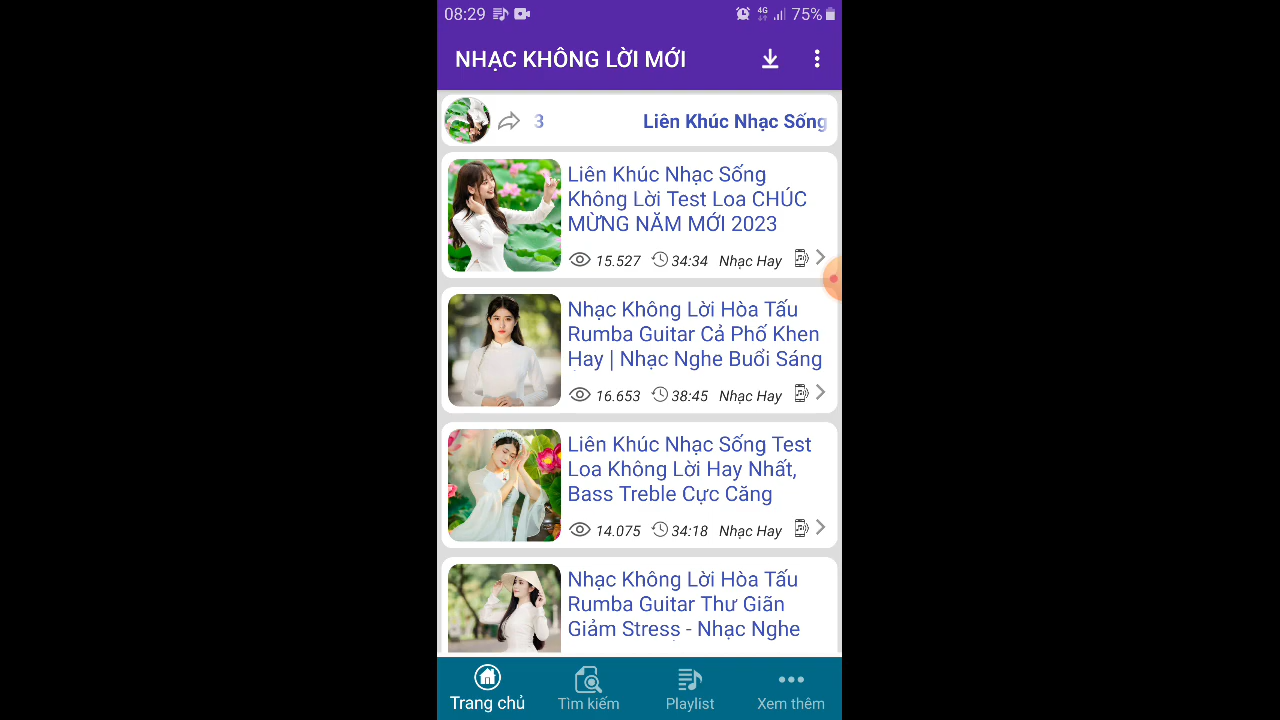 08:29 4G 75%
NHẠC KHÔNG LỜI MỚI
3 Liên Khúc Nhạc Sống
Liên Khúc Nhạc Sống
Không Lời Test Loa CHÚC
MỪNG NĂM MỚI 2023
15.527 34:34 Nhạc Hay
Nhạc Không Lời Hòa Tấu
Rumba Guitar Cả Phố Khen
Hay | Nhạc Nghe Buổi Sáng
16.653 38:45 Nhạc Hay
Liên Khúc Nhạc Sống Test
Loa Không Lời Hay Nhất,
Bass Treble Cực Căng
14.075 34:18 Nhạc Hay
Nhạc Không Lời Hòa Tấu
Rumba Guitar Thư Giãn
Giảm Stress - Nhạc Nghe
Trang chủ Tìm kiếm Playlist Xem thêm